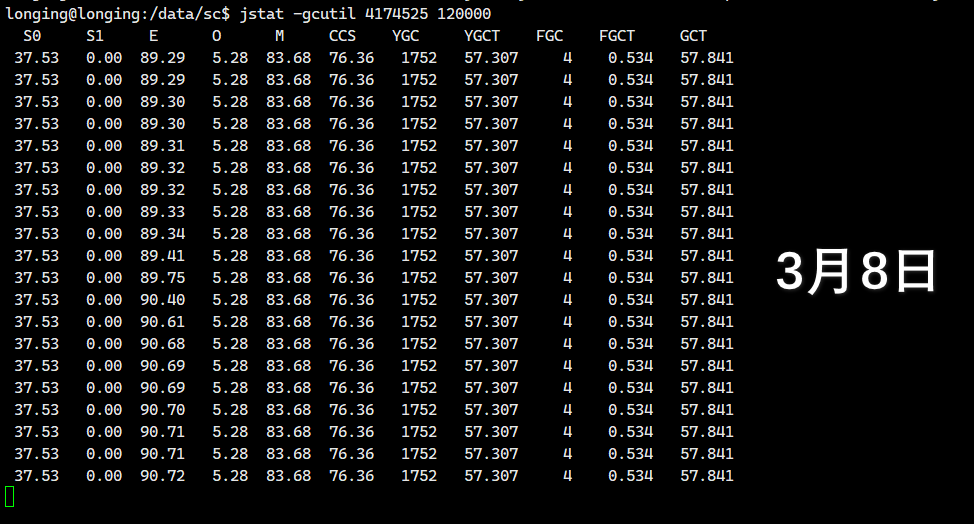 longing@longing:/data/sc$ jstat -gcutil 4174525 120000
S0 S1 E O M CCS YGC YGCT FGC FGCT GCT
37.53 0.00 89.29 5.28 83.68 76.36 1752 57.307 4 0.534 57.841
37.53 0.00 89.29 5.28 83.68 76.36 1752 57.307 4 0.534 57.841
37.53 0.00 89.30 5.28 83.68 76.36 1752 57.307 4 0.534 57.841
37.53 0.00 89.30 5.28 83.68 76.36 1752 57.307 4 0.534 57.841
37.53 0.00 89.31 5.28 83.68 76.36 1752 57.307 4 0.534 57.841
37.53 0.00 89.32 5.28 83.68 76.36 1752 57.307 4 0.534 57.841
37.53 0.00 89.32 5.28 83.68 76.36 1752 57.307 4 0.534 57.841
37.53 0.00 89.33 5.28 83.68 76.36 1752 57.307 4 0.534 57.841
37.53 0.00 89.34 5.28 83.68 76.36 1752 57.307 4 0.534 57.841
37.53 0.00 89.41 5.28 83.68 76.36 1752 57.307 4 0.534 57.841
37.53 0.00 89.75 5.28 83.68 76.36 1752 57.307 4 0.534 57.841
37.53 0.00 90.40 5.28 83.68 76.36 1752 57.307 4 0.534 57.841
37.53 0.00 90.61 5.28 83.68 76.36 1752 57.307 4 0.534 57.841
37.53 0.00 90.68 5.28 83.68 76.36 1752 57.307 4 0.534 57.841
37.53 0.00 90.69 5.28 83.68 76.36 1752 57.307 4 0.534 57.841
37.53 0.00 90.69 5.28 83.68 76.36 1752 57.307 4 0.534 57.841
37.53 0.00 90.70 5.28 83.68 76.36 1752 57.307 4 0.534 57.841
37.53 0.00 90.71 5.28 83.68 76.36 1752 57.307 4 0.534 57.841
37.53 0.00 90.71 5.28 83.68 76.36 1752 57.307 4 0.534 57.841
37.53 0.00 90.72 5.28 83.68 76.36 1752 57.307 4 0.534 57.841
3月8日